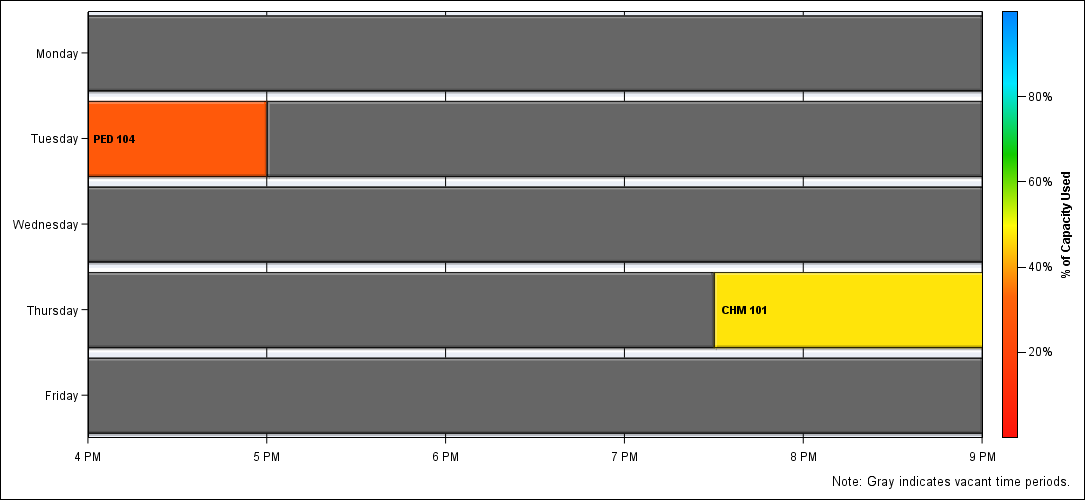 Monday
Tuesday
PED 104
Wednesday
Thursday
CHM 101
Friday
4 PM
5 PM
6 PM
7 PM
8 PM
9 PM
80%
60%
40%
20%
% of Capacity Used
Note: Gray indicates vacant time periods.